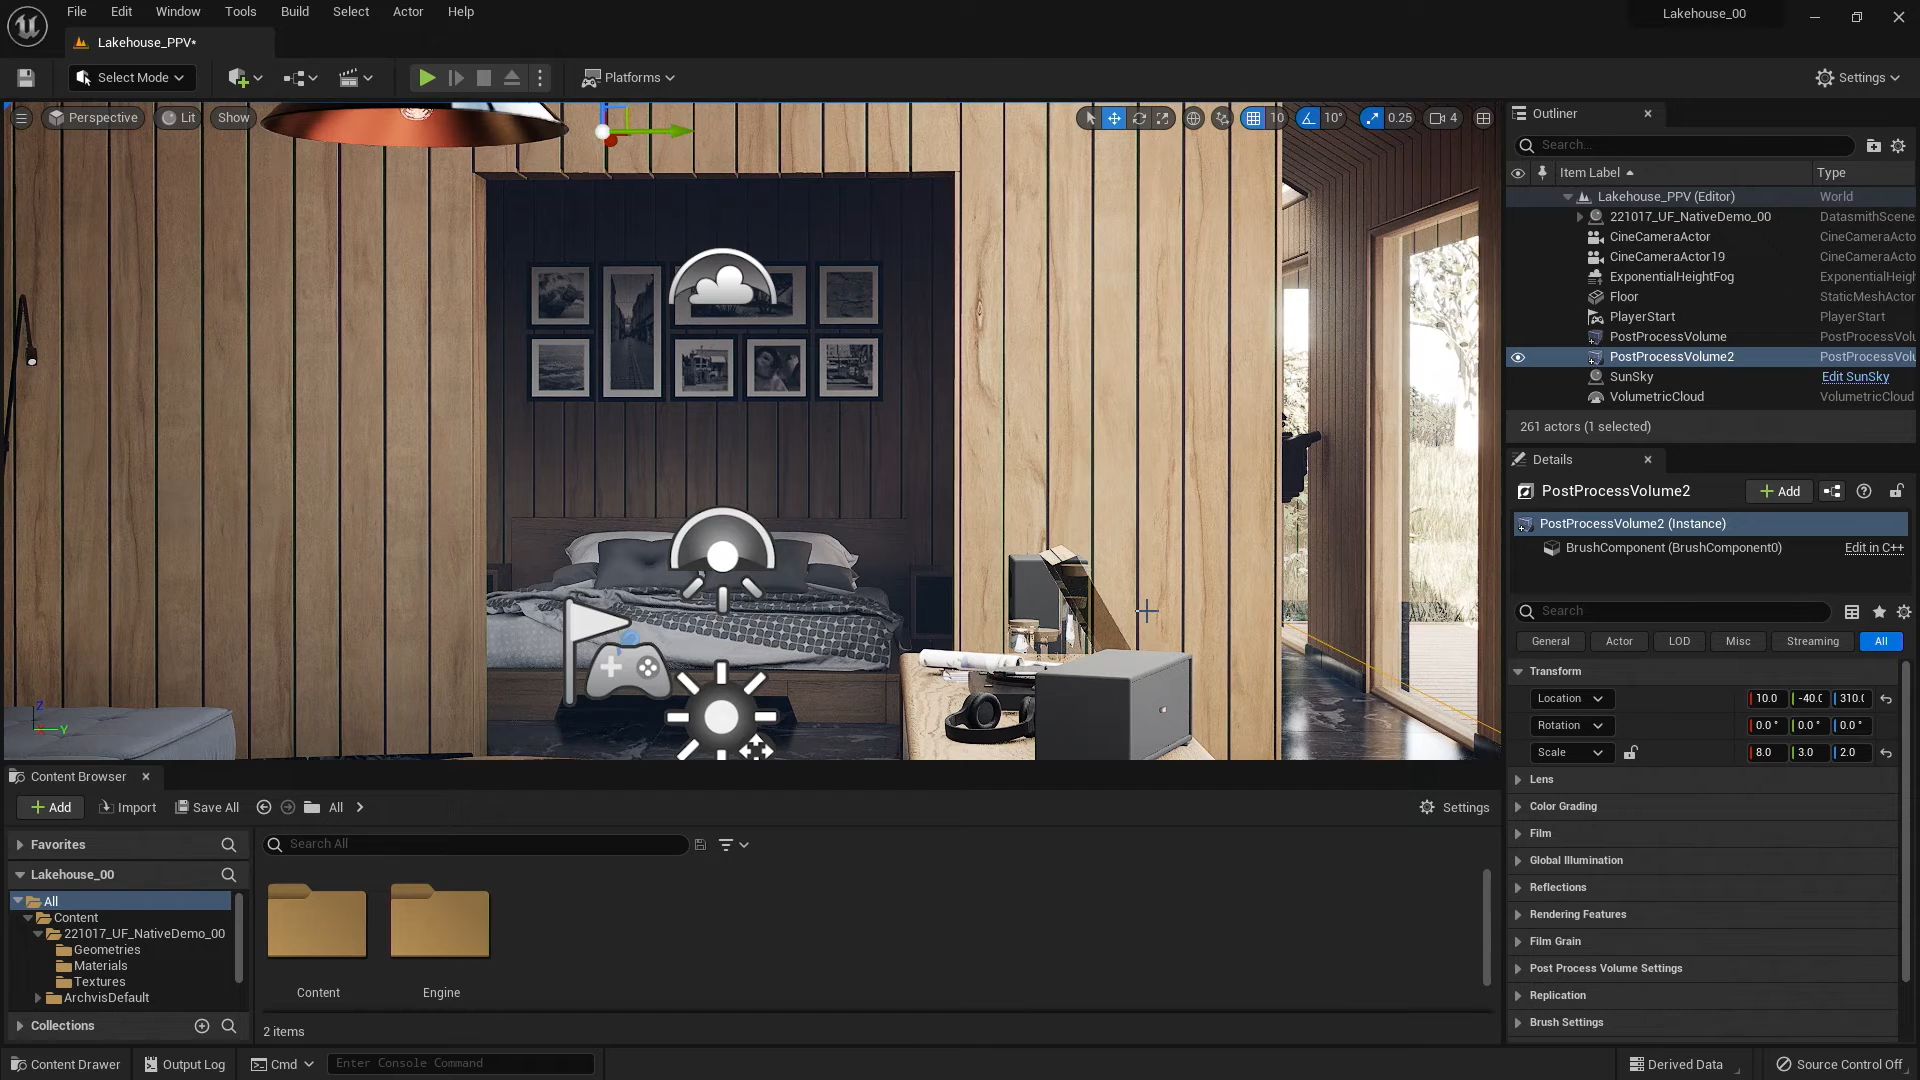 File Edit Window Tools Build Select Actor Help
Lakehouse_00
Lakehouse_PPV*
Select Mode
Platforms
Settings
Perspective
Lit
Show
10
10°
0.25
4
Outliner
Search...
Item Label
Type
Lakehouse_PPV (Editor) World
221017_UF_NativeDemo_00 DatasmithScene
CineCameraActor CineCameraActo
CineCameraActor19 CineCameraActo
ExponentialHeightFog ExponentialHeigh
Floor StaticMeshActor
PlayerStart PlayerStart
PostProcessVolume PostProcessVolu
PostProcessVolume2 PostProcessVolu
SunSky Edit SunSky
VolumetricCloud VolumetricCloud
261 actors (1 selected)
Details
PostProcessVolume2
Add
PostProcessVolume2 (Instance)
BrushComponent (BrushComponent0) Edit in C++
Search
General Actor LOD Misc Streaming All
Transform
Location 10.0 -40.0 310.0
Rotation 0.0° 0.0° 0.0°
Scale 8.0 3.0 2.0
Lens
Color Grading
Film
Global Illumination
Reflections
Rendering Features
Film Grain
Post Process Volume Settings
Replication
Brush Settings
Z
X
Y
Content Browser
Add Import Save All All Settings
Favorites
Search All
Lakehouse_00
All
Content
221017_UF_NativeDemo_00
Geometries
Materials
Textures
ArchvisDefault
Collections
Content
Engine
2 items
Content Drawer Output Log Cmd Enter Console Command Derived Data Source Control Off